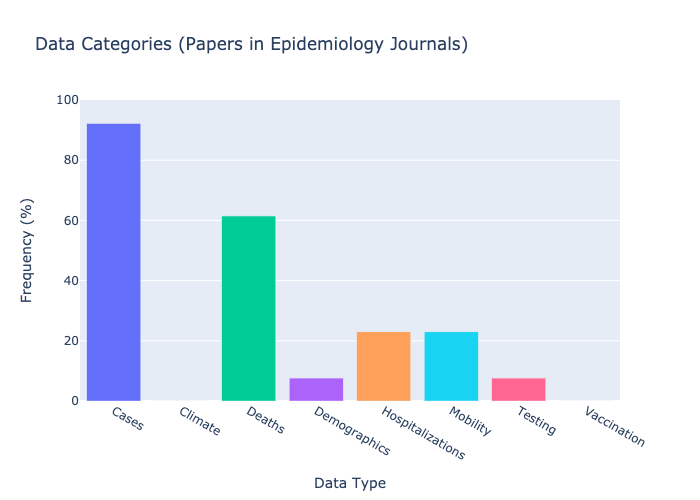 Data Categories (Papers in Epidemiology Journals)
100
80
60
40
20
0
Frequency (%)
Cases
Climate
Deaths
Demographics
Hospitalizations
Mobility
Testing
Vaccination
Data Type